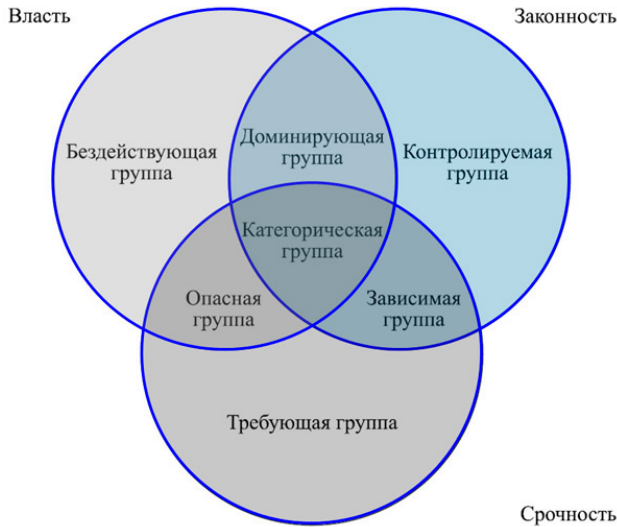 Власть
Законность
Бездействующая
группа
Доминирующая
группа
Контролируемая
группа
Категорическая
группа
Опасная
группа
Зависимая
группа
Требующая группа
Срочность